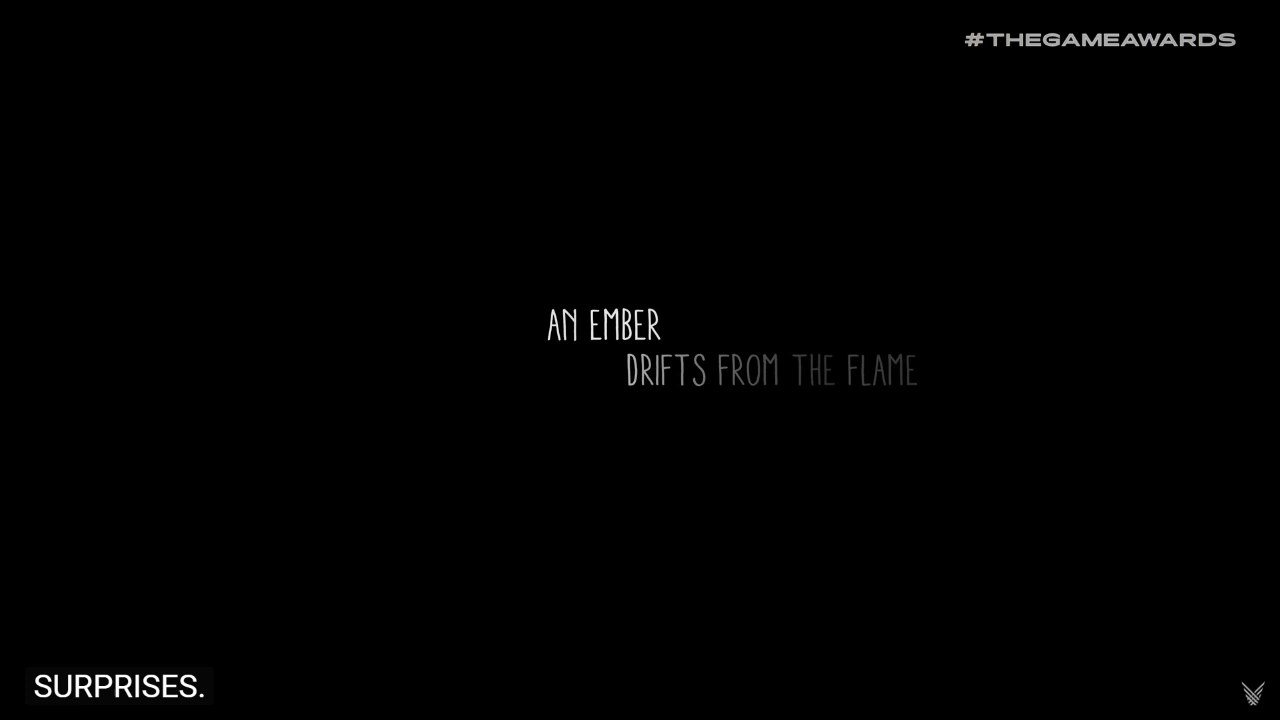 #THEGAMEAWARDS
AN EMBER
DRIFTS FROM THE FLAME
SURPRISES.